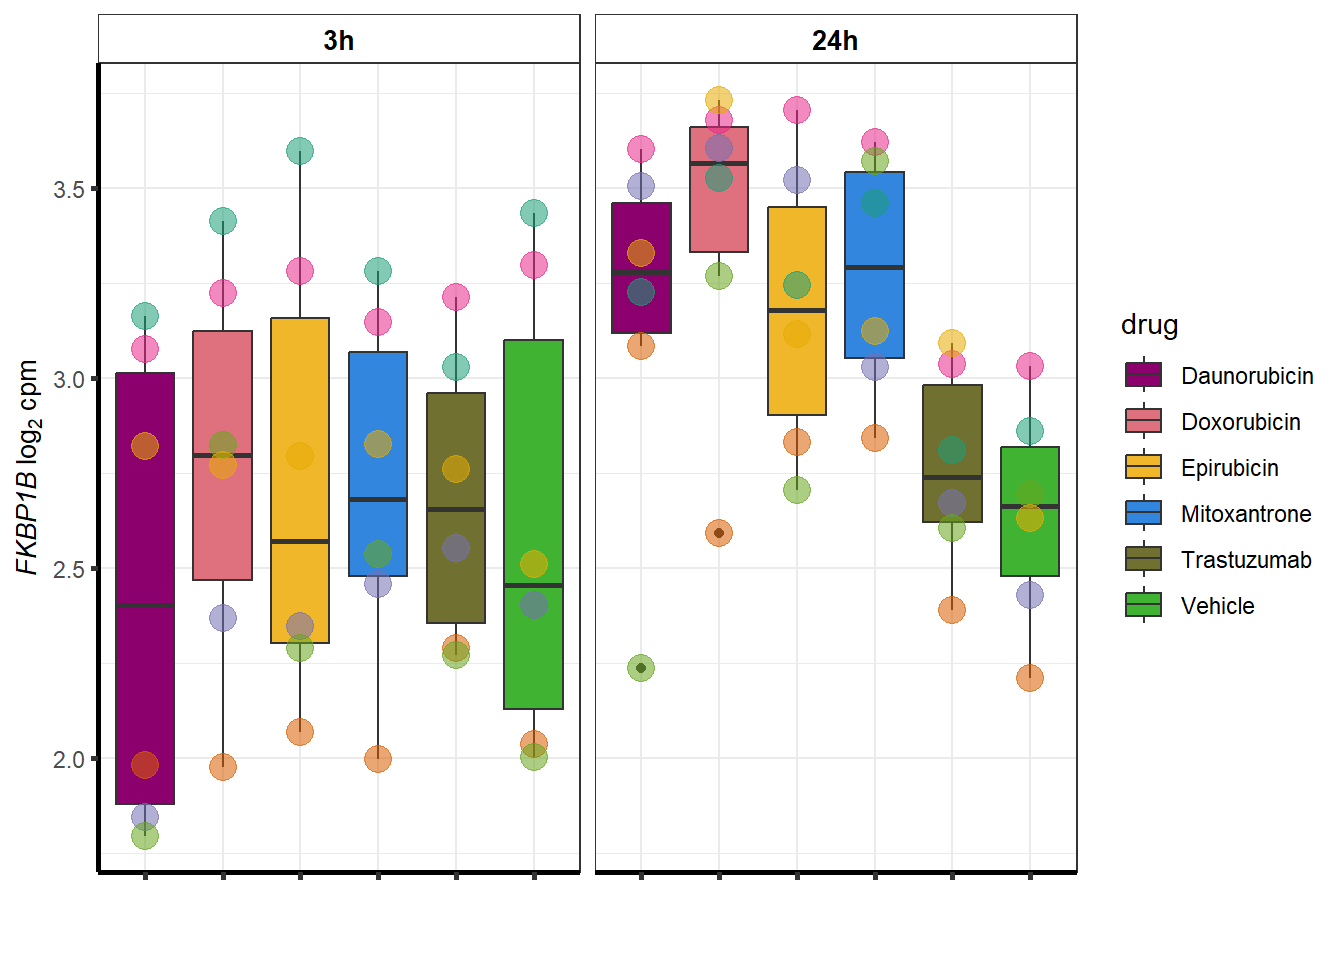 3h
24h
3.5
3.0
2.5
2.0
FKBP1B log₂ cpm
drug
Daunorubicin
Doxorubicin
Epirubicin
Mitoxantrone
Trastuzumab
Vehicle